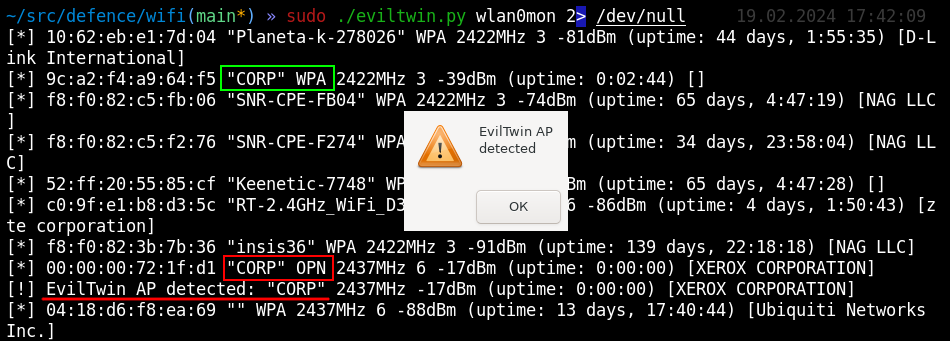 ~/src/defence/wifi(main*) » sudo ./eviltwin.py wlan0mon 2> /dev/null 19.02.2024 17:42:09
[*] 10:62:eb:e1:7d:04 "Planeta-k-278026" WPA 2422MHz 3 -81dBm (uptime: 44 days, 1:55:35) [D-L
ink International]
[*] 9c:a2:f4:a9:64:f5 "CORP" WPA 2422MHz 3 -39dBm (uptime: 0:02:44) []
[*] f8:f0:82:c5:fb:06 "SNR-CPE-FB04" WPA 2422MHz 3 -74dBm (uptime: 65 days, 4:47:19) [NAG LLC
]
[*] f8:f0:82:c5:f2:76 "SNR-CPE-F274" WPA Bm (uptime: 34 days, 23:58:04) [NAG LL
C]
[*] 52:ff:20:55:85:cf "Keenetic-7748" WP Bm (uptime: 65 days, 4:47:28) []
[*] c0:9f:e1:b8:d3:5c "RT-2.4GHz_WiFi_D3 6 -86dBm (uptime: 4 days, 1:50:43) [z
te corporation]
[*] f8:f0:82:3b:7b:36 "insis36" WPA 2422MHz 3 -91dBm (uptime: 139 days, 22:18:18) [NAG LLC]
[*] 00:00:00:72:1f:d1 "CORP" OPN 2437MHz 6 -17dBm (uptime: 0:00:00) [XEROX CORPORATION]
[!] EvilTwin AP detected: "CORP" 2437MHz -17dBm (uptime: 0:00:00) [XEROX CORPORATION]
[*] 04:18:d6:f8:ea:69 "" WPA 2437MHz 6 -88dBm (uptime: 13 days, 17:40:44) [Ubiquiti Networks
Inc.]
EvilTwin AP
detected
OK